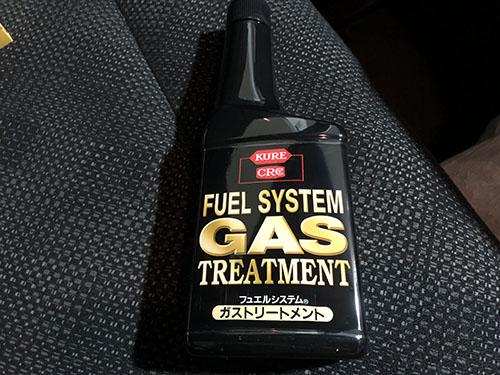 KURE
CRC
FUEL SYSTEM
GAS
TREATMENT
フュエルシステム®
ガストリートメント